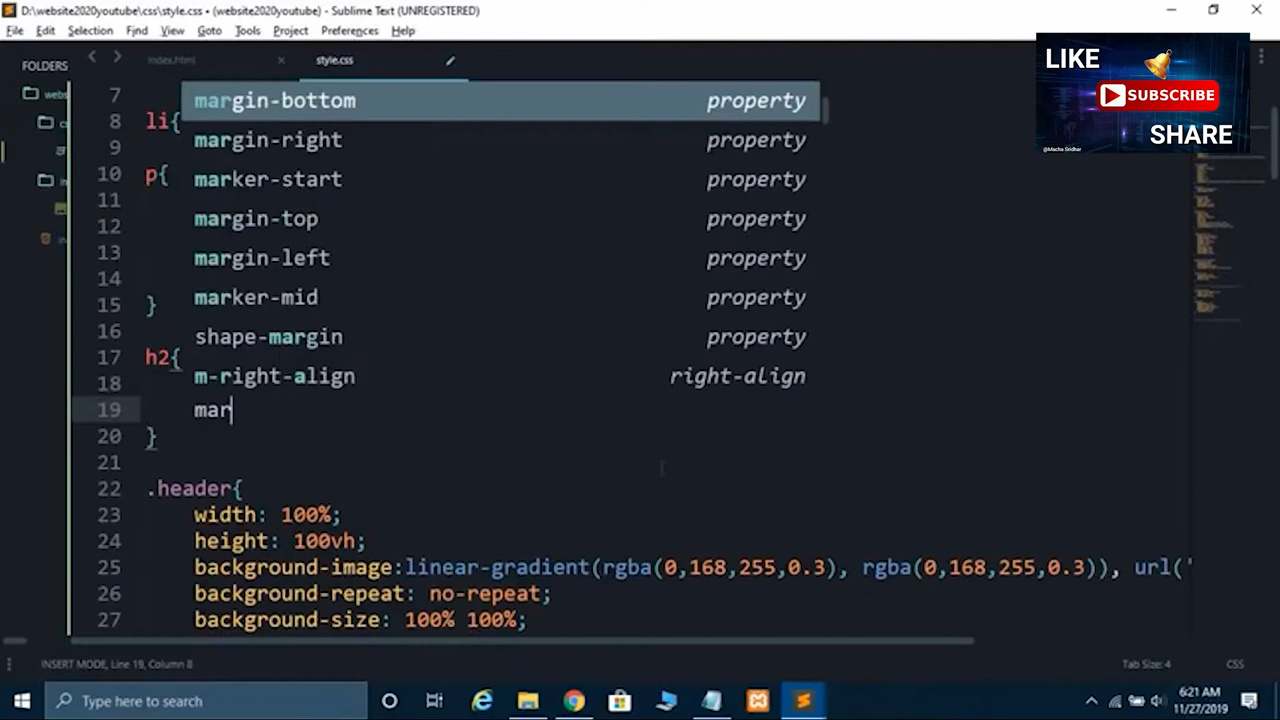 D:\website2020youtube\css\style.css • (website2020youtube) - Sublime Text (UNREGISTERED)
File Edit Selection Find View Goto Tools Project Preferences Help
FOLDERS
index.html
style.css
LIKE
SUBSCRIBE
SHARE
@Macha Sridhar
webs
7
margin-bottom property
8 li{
margin-right property
9
10 p{
marker-start property
11
margin-top property
12
13
margin-left property
14
15 }
marker-mid property
16
shape-margin property
17 h2{
18
m-right-align right-align
19 mar
20 }
21
22 .header{
23 width: 100%;
24 height: 100vh;
25 background-image:linear-gradient(rgba(0,168,255,0.3), rgba(0,168,255,0.3)), url('
26 background-repeat: no-repeat;
27 background-size: 100% 100%;
INSERT MODE, Line 19, Column 8
Tab Size: 4
CSS
Type here to search
6:21 AM
11/27/2019